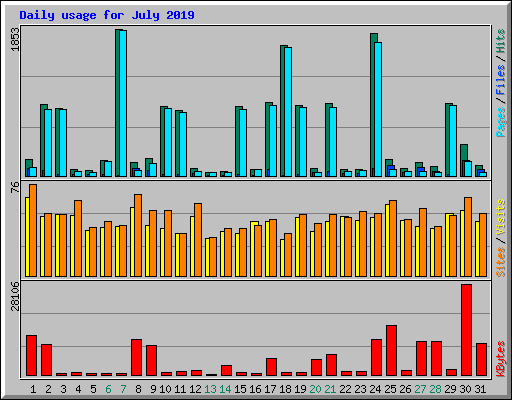 Daily usage for July 2019
1853
Pages/Files/Hits
76
Sites/Visits
28106
KBytes
1 2 3 4 5 6 7 8 9 10 11 12 13 14 15 16 17 18 19 20 21 22 23 24 25 26 27 28 29 30 31